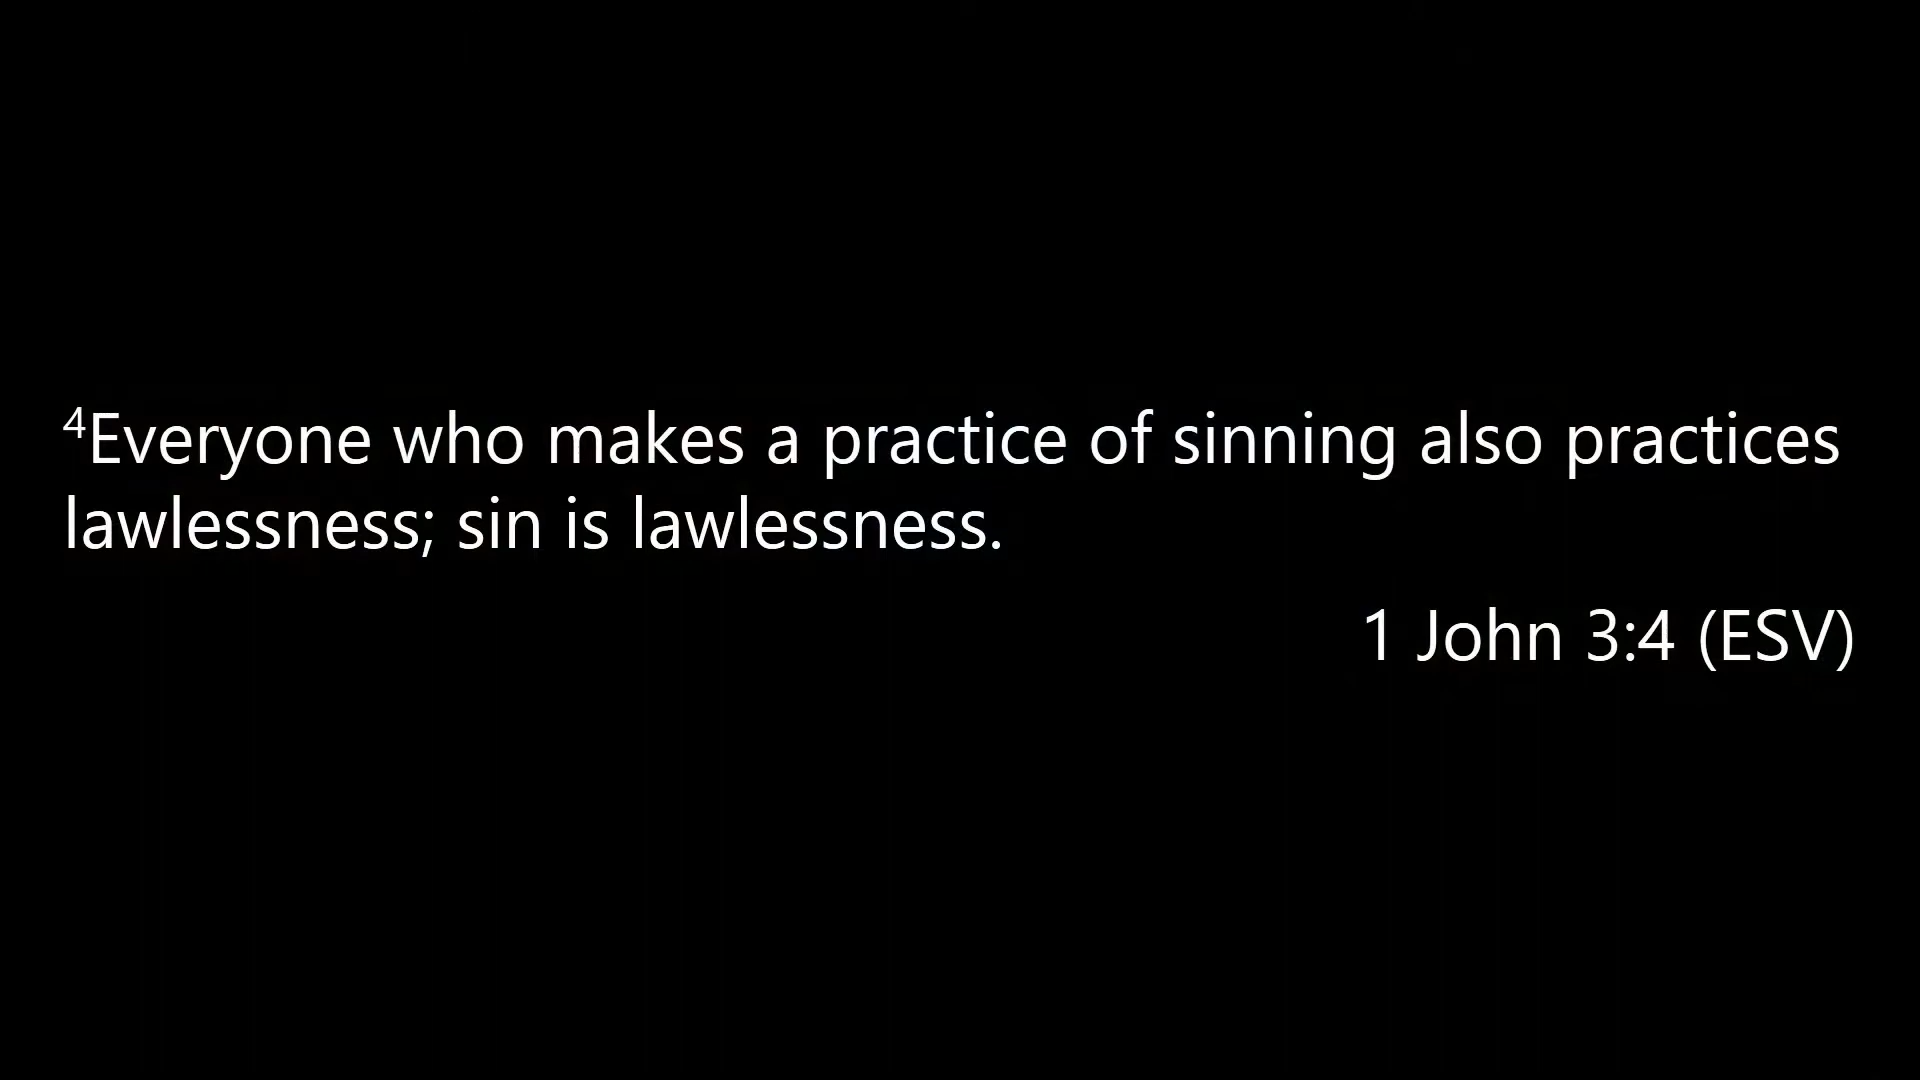 ⁴Everyone who makes a practice of sinning also practices
lawlessness; sin is lawlessness.
1 John 3:4 (ESV)